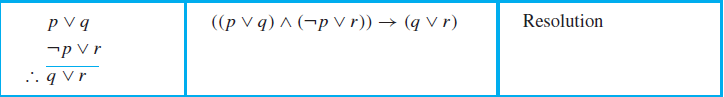 p ∨ q ((p ∨ q) ∧ (¬p ∨ r)) → (q ∨ r) Resolution
¬p ∨ r
∴ q ∨ r